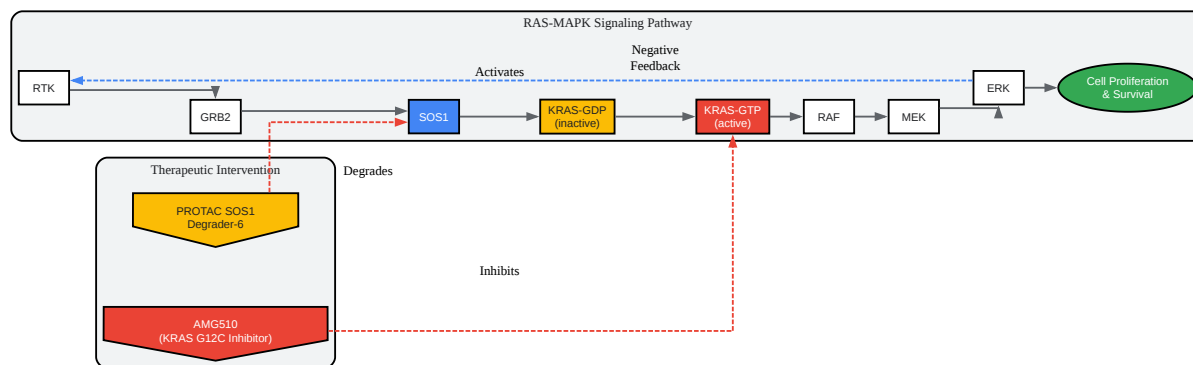 RAS-MAPK Signaling Pathway
Negative
Feedback
Activates
RTK
ERK
Cell Proliferation
& Survival
GRB2
SOS1
KRAS-GDP
(inactive)
KRAS-GTP
(active)
RAF
MEK
Therapeutic Intervention
Degrades
PROTAC SOS1
Degrader-6
Inhibits
AMG510
(KRAS G12C Inhibitor)